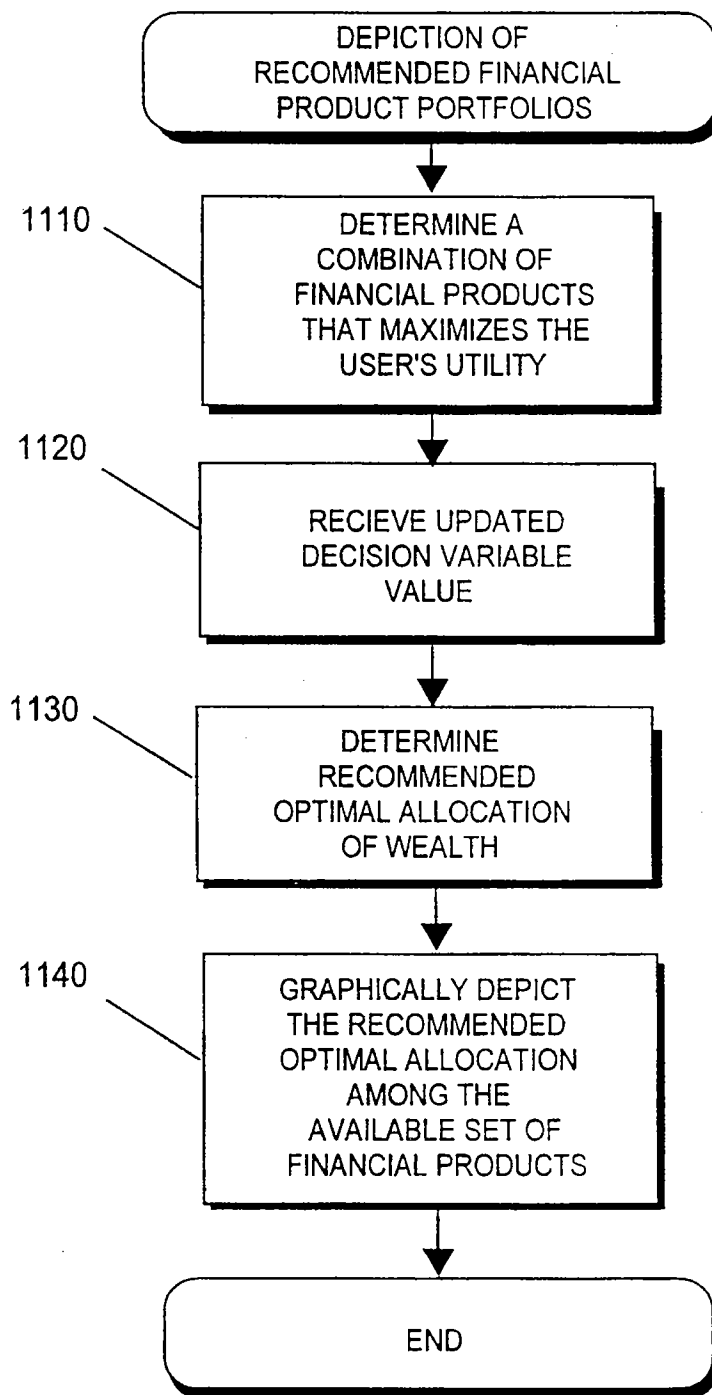 DEPICTION OF
RECOMMENDED FINANCIAL
PRODUCT PORTFOLIOS
1110
DETERMINE A
COMBINATION OF
FINANCIAL PRODUCTS
THAT MAXIMIZES THE
USER'S UTILITY
1120
RECIEVE UPDATED
DECISION VARIABLE
VALUE
1130
DETERMINE
RECOMMENDED
OPTIMAL ALLOCATION
OF WEALTH
1140
GRAPHICALLY DEPICT
THE RECOMMENDED
OPTIMAL ALLOCATION
AMONG THE
AVAILABLE SET OF
FINANCIAL PRODUCTS
END